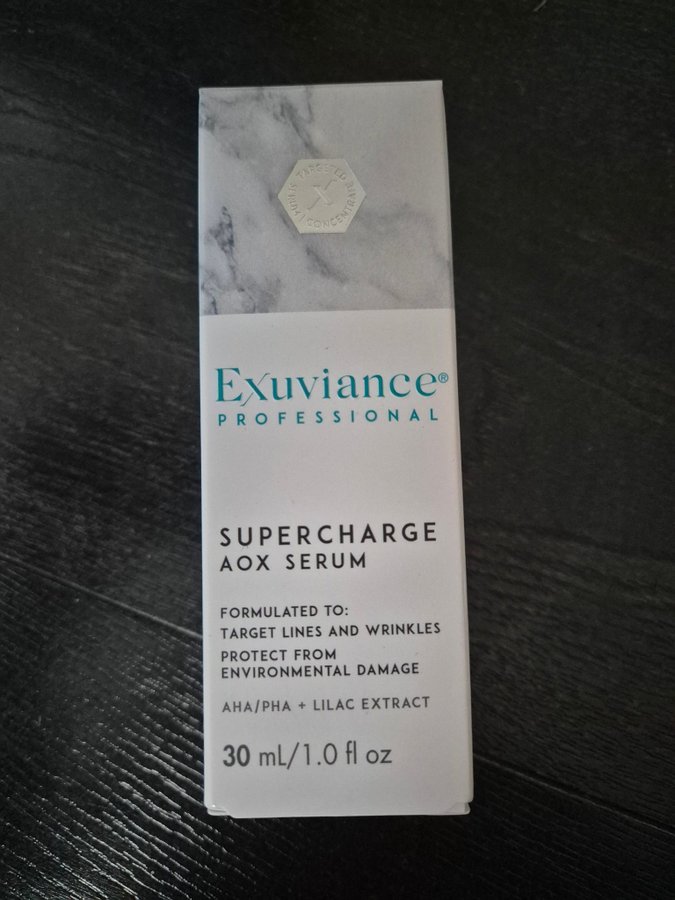 TARGETED
CONCENTRATE
Exuviance®
PROFESSIONAL
SUPERCHARGE
AOX SERUM
FORMULATED TO:
TARGET LINES AND WRINKLES
PROTECT FROM
ENVIRONMENTAL DAMAGE
AHA/PHA + LILAC EXTRACT
30 mL/1.0 fl oz